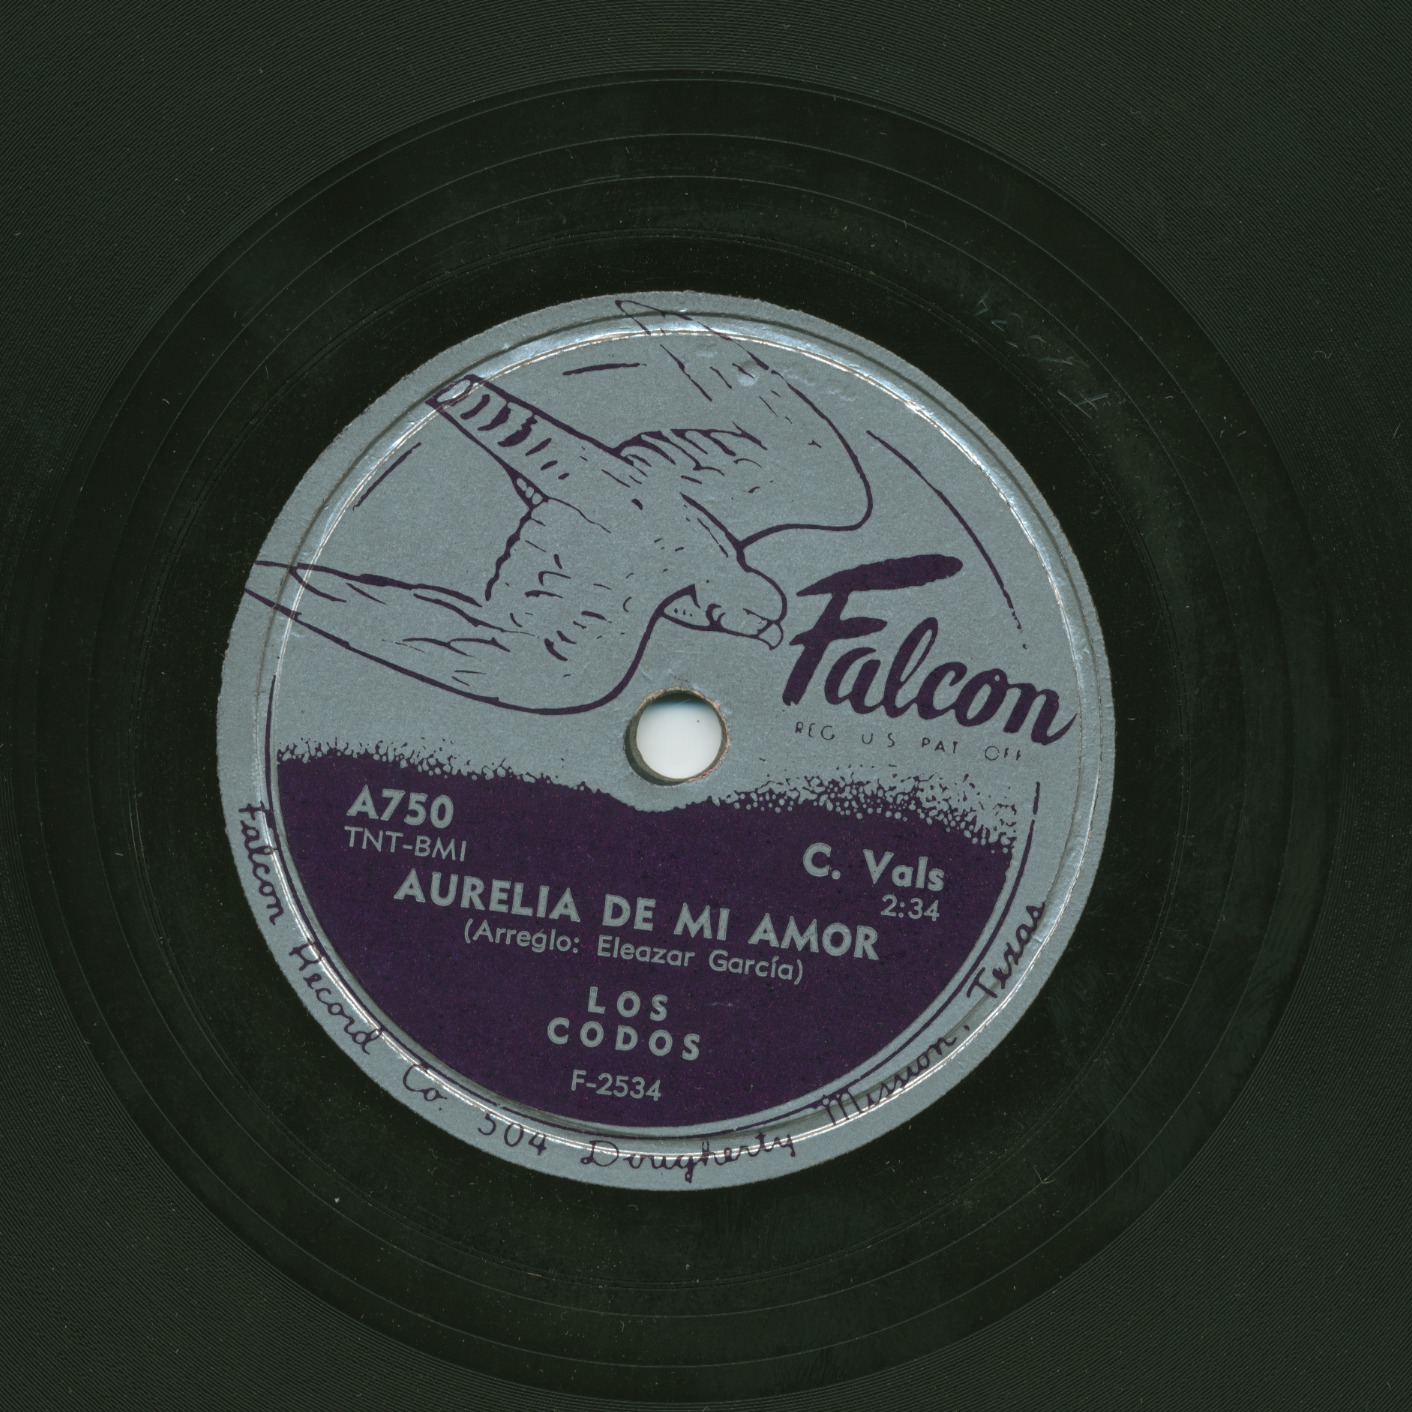 Falcon
REG U S PAT OFF
A750
TNT-BMI
C. Vals
2:34
AURELIA DE MI AMOR
(Arreglo: Eleazar García)
LOS
CODOS
F-2534
Falcon Record Co. 504 Dougherty Mission, Texas